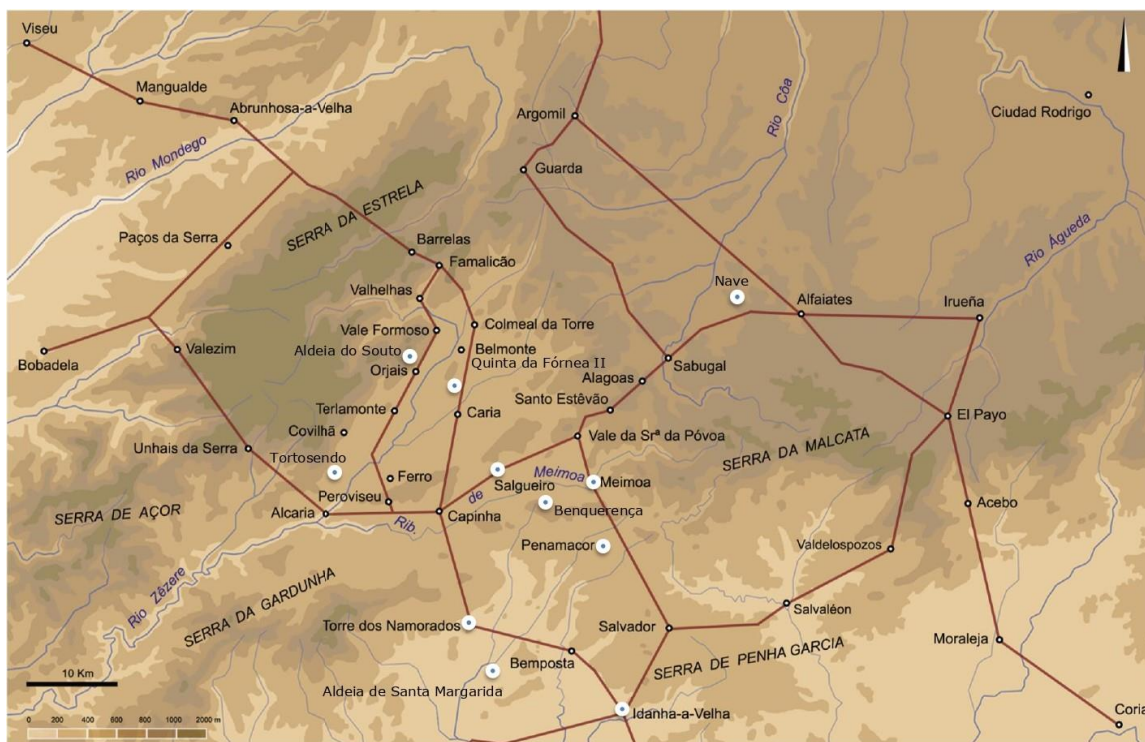 Viseu
Mangualde
Abrunhosa-a-Velha
Argomil
Rio Côa
Ciudad Rodrigo
Rio Mondego
Guarda
SERRA DA ESTRELA
Paços da Serra
Barrelas
Famalicão
Rio Águeda
Valhelhas
Nave
Alfaiates
Irueña
Vale Formoso
Colmeal da Torre
Aldeia do Souto
Belmonte
Bobadela
Valezim
Orjais
Quinta da Fórnea II
Sabugal
Alagoas
Terlamonte
Caria
Santo Estêvão
El Payo
Covilhã
Vale da Srª da Póvoa
SERRA DA MALCATA
Unhais da Serra
Tortosendo
Ferro
Salgueiro
Rib. de Meimoa
Meimoa
Peroviseu
SERRA DE AÇOR
Alcaria
Capinha
Benquerença
Acebo
Penamacor
Valdelospozos
Rio Zêzere
SERRA DA GARDUNHA
Salvaléon
Torre dos Namorados
Salvador
Moraleja
Bemposta
SERRA DE PENHA GARCIA
10 Km
Aldeia de Santa Margarida
Idanha-a-Velha
Coria
0 200 400 600 800 1000 2000 m